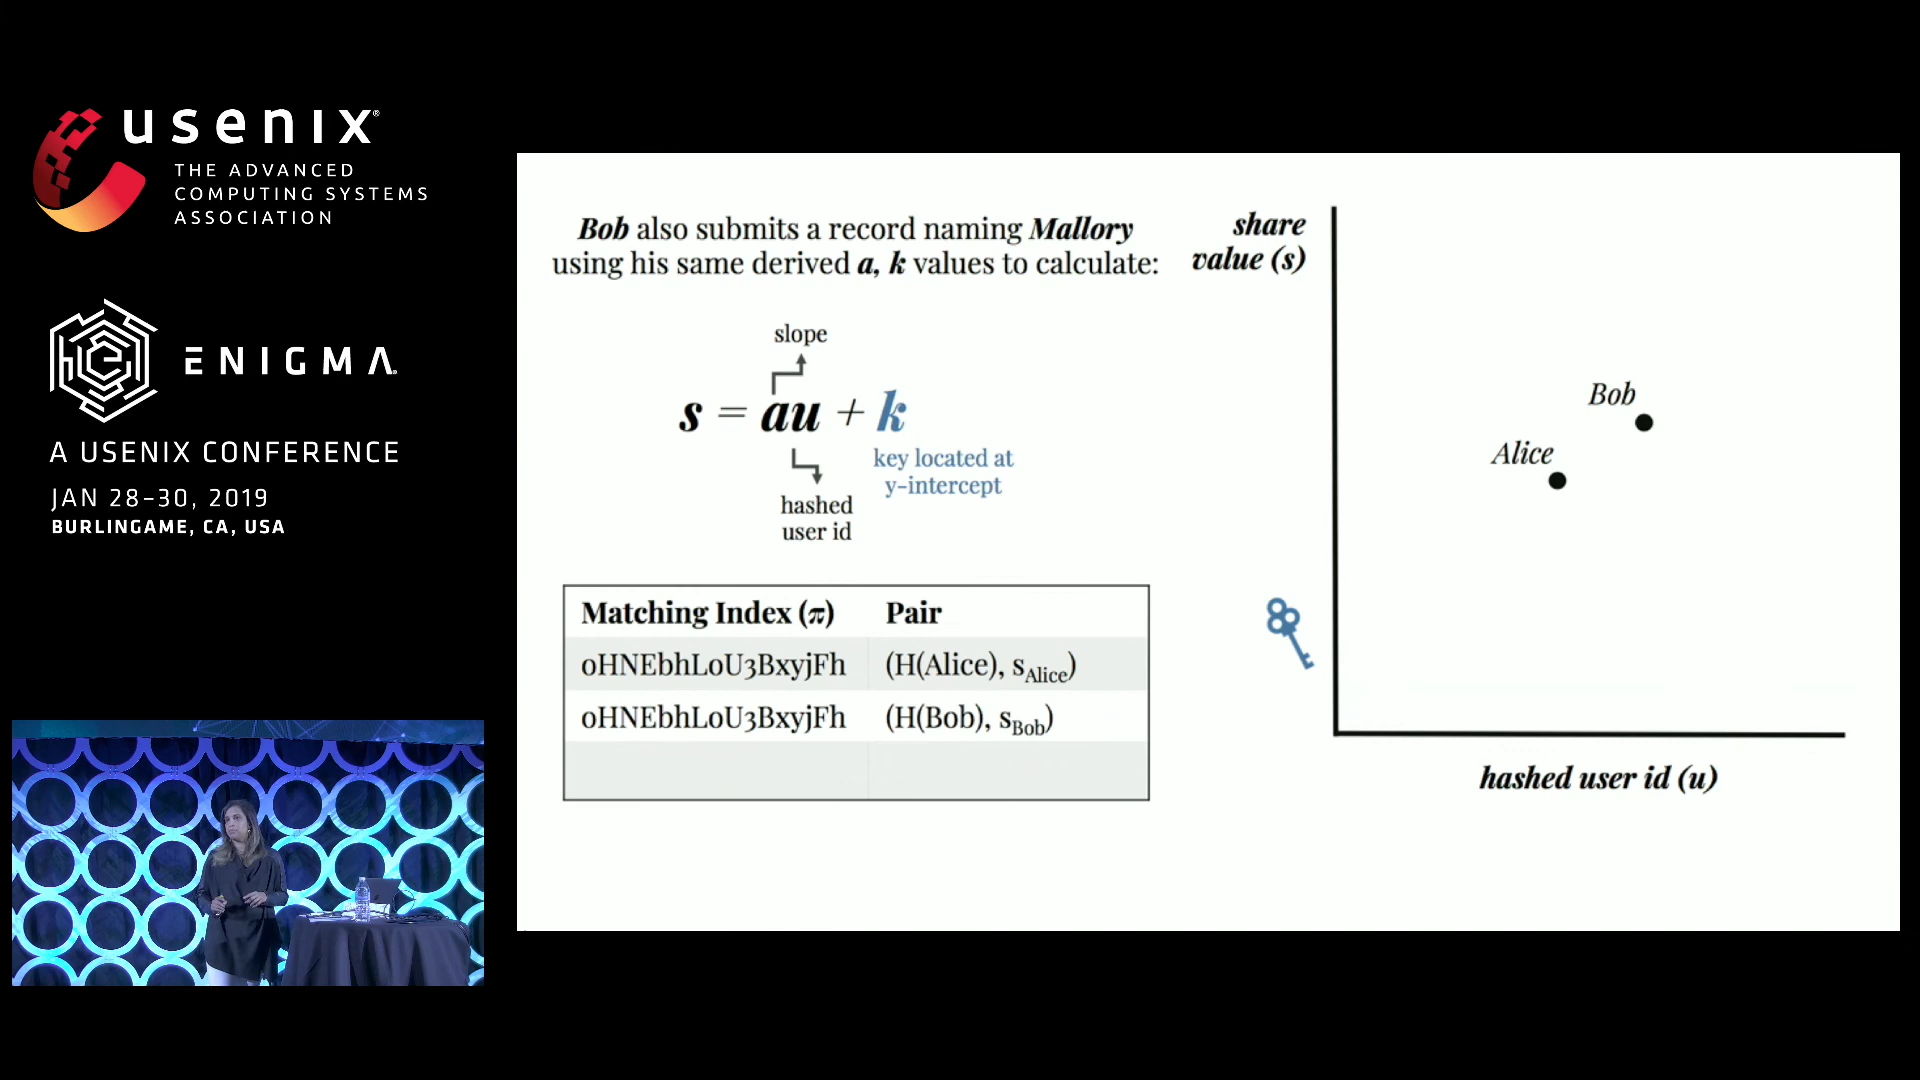 usenix®
THE ADVANCED
COMPUTING SYSTEMS
ASSOCIATION
ENIGMA.
A USENIX CONFERENCE
JAN 28-30, 2019
BURLINGAME, CA, USA
Bob also submits a record naming Mallory
using his same derived a, k values to calculate:
slope
s = au + k
key located at
y-intercept
hashed
user id
Matching Index (π) Pair
oHNEbhLoU3BxyjFh (H(Alice), sAlice)
oHNEbhLoU3BxyjFh (H(Bob), sBob)
share
value (s)
Bob
Alice
hashed user id (u)